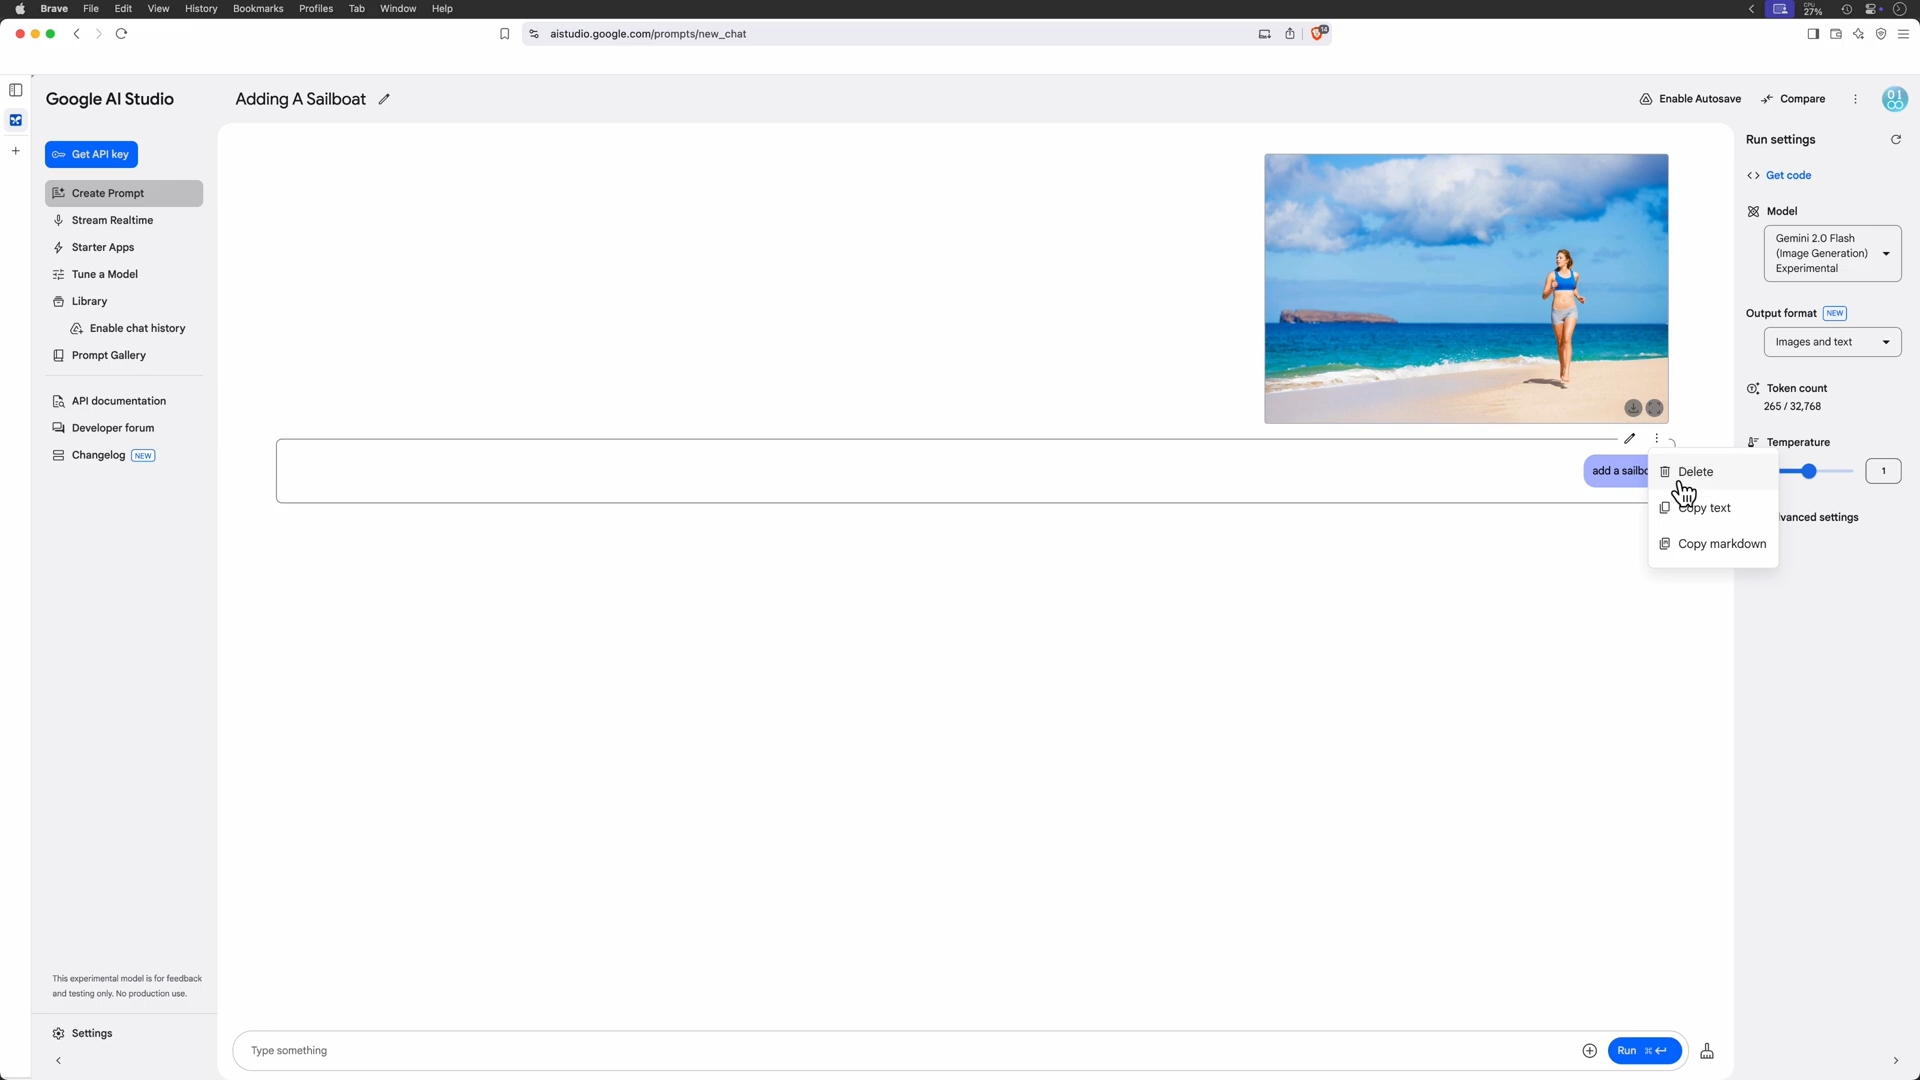 Brave File Edit View History Bookmarks Profiles Tab Window Help
CPU
27%
aistudio.google.com/prompts/new_chat
14
Google AI Studio
Adding A Sailboat
Enable Autosave
Compare
Get API key
Create Prompt
Stream Realtime
Starter Apps
Tune a Model
Library
Enable chat history
Prompt Gallery
API documentation
Developer forum
Changelog NEW
This experimental model is for feedback
and testing only. No production use.
Settings
add a sailbo
Delete
Copy text
Copy markdown
Type something
Run ⌘
Run settings
Get code
Model
Gemini 2.0 Flash
(Image Generation)
Experimental
Output format NEW
Images and text
Token count
265 / 32,768
Temperature
1
vanced settings